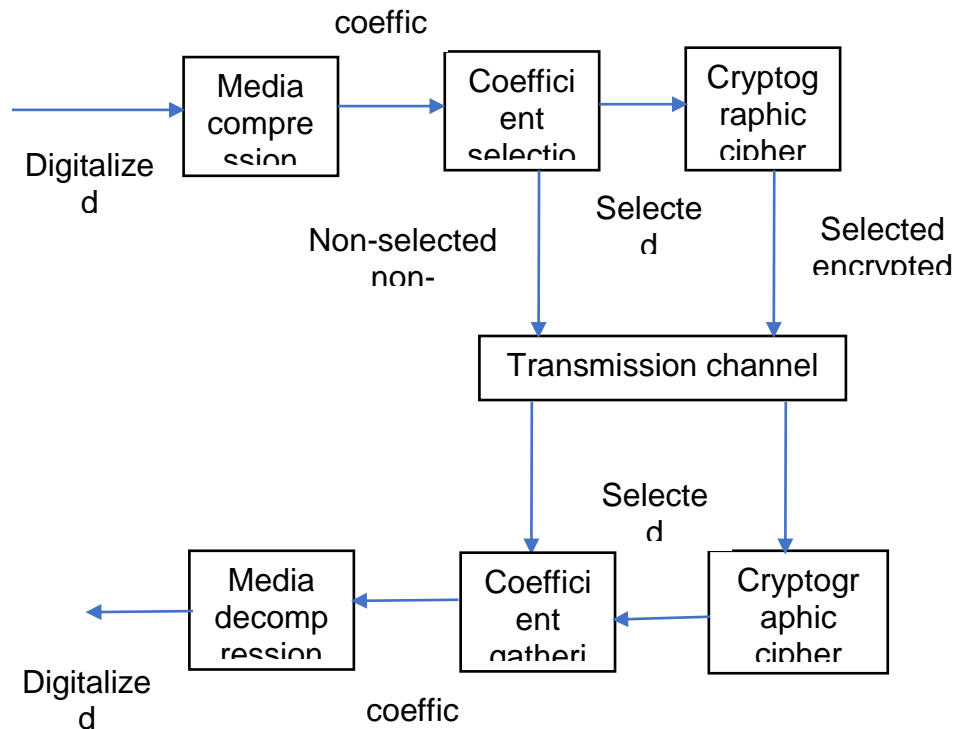 coeffic
Media
compre
ssion
Coeffici
ent
selectio
Cryptog
raphic
cipher
Digitalize
d
Non-selected
non-
Selecte
d
Selected
encrypted
Transmission channel
Selecte
d
Media
decomp
ression
Coeffici
ent
gatheri
Cryptogr
aphic
cipher
Digitalize
d
coeffic